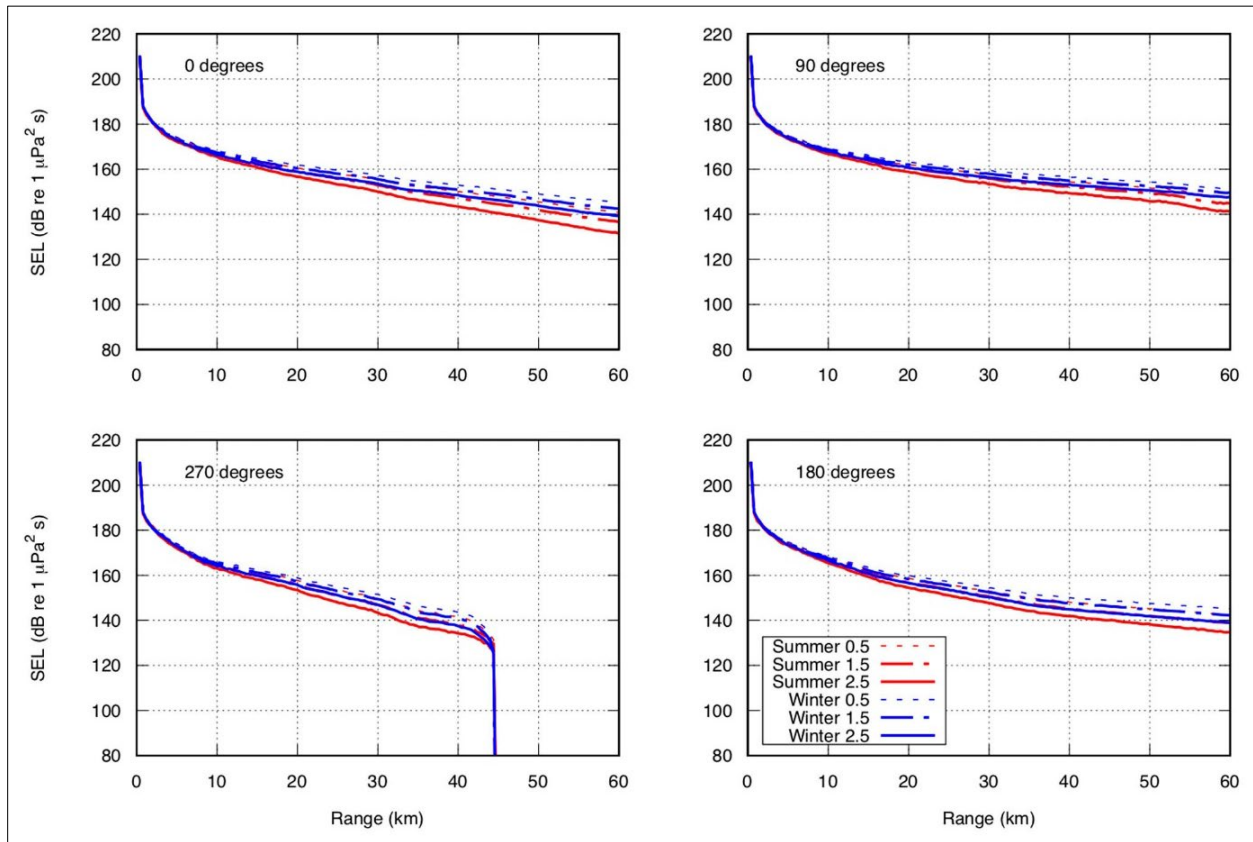 220
200
180
160
140
120
100
80
SEL (dB re 1 μPa² s)
0 degrees
0 10 20 30 40 50 60
220
200
180
160
140
120
100
80
90 degrees
0 10 20 30 40 50 60
220
200
180
160
140
120
100
80
SEL (dB re 1 μPa² s)
270 degrees
0 10 20 30 40 50 60
Range (km)
220
200
180
160
140
120
100
80
180 degrees
Summer 0.5
Summer 1.5
Summer 2.5
Winter 0.5
Winter 1.5
Winter 2.5
0 10 20 30 40 50 60
Range (km)